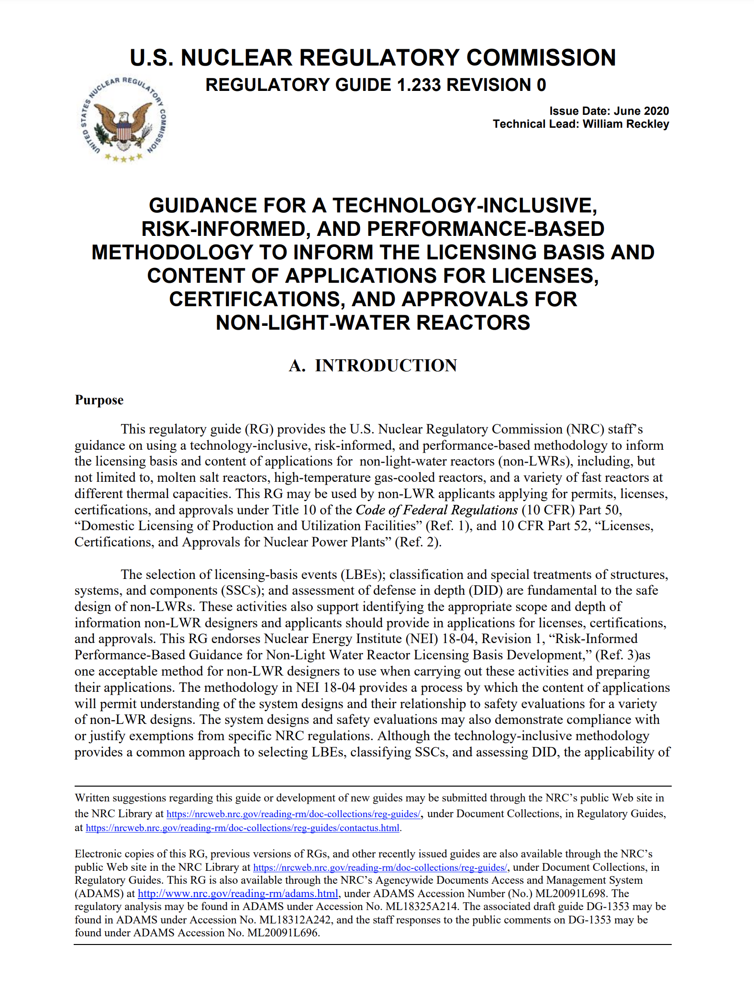 U.S. NUCLEAR REGULATORY COMMISSION
REGULATORY GUIDE 1.233 REVISION 0
UNITED STATES NUCLEAR REGULATORY COMMISSION
Issue Date: June 2020
Technical Lead: William Reckley
GUIDANCE FOR A TECHNOLOGY-INCLUSIVE,
RISK-INFORMED, AND PERFORMANCE-BASED
METHODOLOGY TO INFORM THE LICENSING BASIS AND
CONTENT OF APPLICATIONS FOR LICENSES,
CERTIFICATIONS, AND APPROVALS FOR
NON-LIGHT-WATER REACTORS
A. INTRODUCTION
Purpose
This regulatory guide (RG) provides the U.S. Nuclear Regulatory Commission (NRC) staff’s
guidance on using a technology-inclusive, risk-informed, and performance-based methodology to inform
the licensing basis and content of applications for non-light-water reactors (non-LWRs), including, but
not limited to, molten salt reactors, high-temperature gas-cooled reactors, and a variety of fast reactors at
different thermal capacities. This RG may be used by non-LWR applicants applying for permits, licenses,
certifications, and approvals under Title 10 of the Code of Federal Regulations (10 CFR) Part 50,
“Domestic Licensing of Production and Utilization Facilities” (Ref. 1), and 10 CFR Part 52, “Licenses,
Certifications, and Approvals for Nuclear Power Plants” (Ref. 2).
The selection of licensing-basis events (LBEs); classification and special treatments of structures,
systems, and components (SSCs); and assessment of defense in depth (DID) are fundamental to the safe
design of non-LWRs. These activities also support identifying the appropriate scope and depth of
information non-LWR designers and applicants should provide in applications for licenses, certifications,
and approvals. This RG endorses Nuclear Energy Institute (NEI) 18-04, Revision 1, “Risk-Informed
Performance-Based Guidance for Non-Light Water Reactor Licensing Basis Development,” (Ref. 3)as
one acceptable method for non-LWR designers to use when carrying out these activities and preparing
their applications. The methodology in NEI 18-04 provides a process by which the content of applications
will permit understanding of the system designs and their relationship to safety evaluations for a variety
of non-LWR designs. The system designs and safety evaluations may also demonstrate compliance with
or justify exemptions from specific NRC regulations. Although the technology-inclusive methodology
provides a common approach to selecting LBEs, classifying SSCs, and assessing DID, the applicability of
Written suggestions regarding this guide or development of new guides may be submitted through the NRC’s public Web site in
the NRC Library at https://nrcweb.nrc.gov/reading-rm/doc-collections/reg-guides/, under Document Collections, in Regulatory Guides,
at https://nrcweb.nrc.gov/reading-rm/doc-collections/reg-guides/contactus.html.
Electronic copies of this RG, previous versions of RGs, and other recently issued guides are also available through the NRC’s
public Web site in the NRC Library at https://nrcweb.nrc.gov/reading-rm/doc-collections/reg-guides/, under Document Collections, in
Regulatory Guides. This RG is also available through the NRC’s Agencywide Documents Access and Management System
(ADAMS) at http://www.nrc.gov/reading-rm/adams.html, under ADAMS Accession Number (No.) ML20091L698. The
regulatory analysis may be found in ADAMS under Accession No. ML18325A214. The associated draft guide DG-1353 may be
found in ADAMS under Accession No. ML18312A242, and the staff responses to the public comments on DG-1353 may be
found under ADAMS Accession No. ML20091L696.